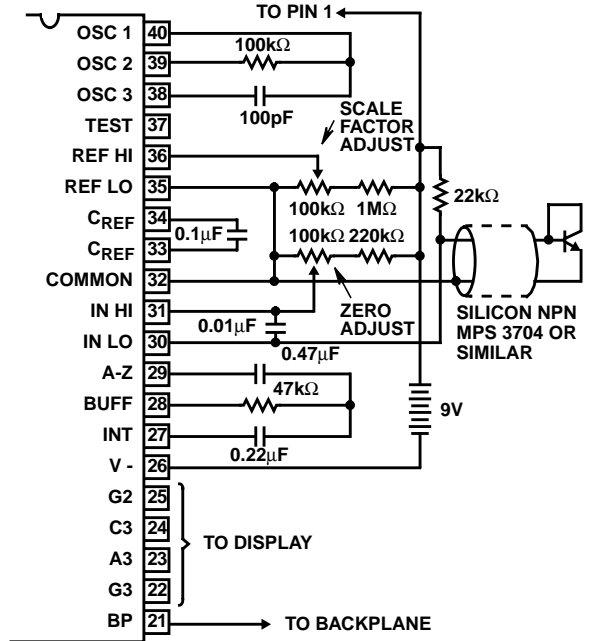 TO PIN 1
OSC 1 40
100kΩ
OSC 2 39
OSC 3 38
100pF
TEST 37
SCALE
FACTOR
ADJUST
REF HI 36
REF LO 35
22kΩ
100kΩ 1MΩ
CREF 34
0.1μF
100kΩ 220kΩ
CREF 33
COMMON 32
ZERO
ADJUST
SILICON NPN
MPS 3704 OR
SIMILAR
IN HI 31
0.01μF
IN LO 30
0.47μF
A-Z 29
47kΩ
BUFF 28
9V
INT 27
0.22μF
V - 26
G2 25
C3 24
TO DISPLAY
A3 23
G3 22
BP 21
TO BACKPLANE